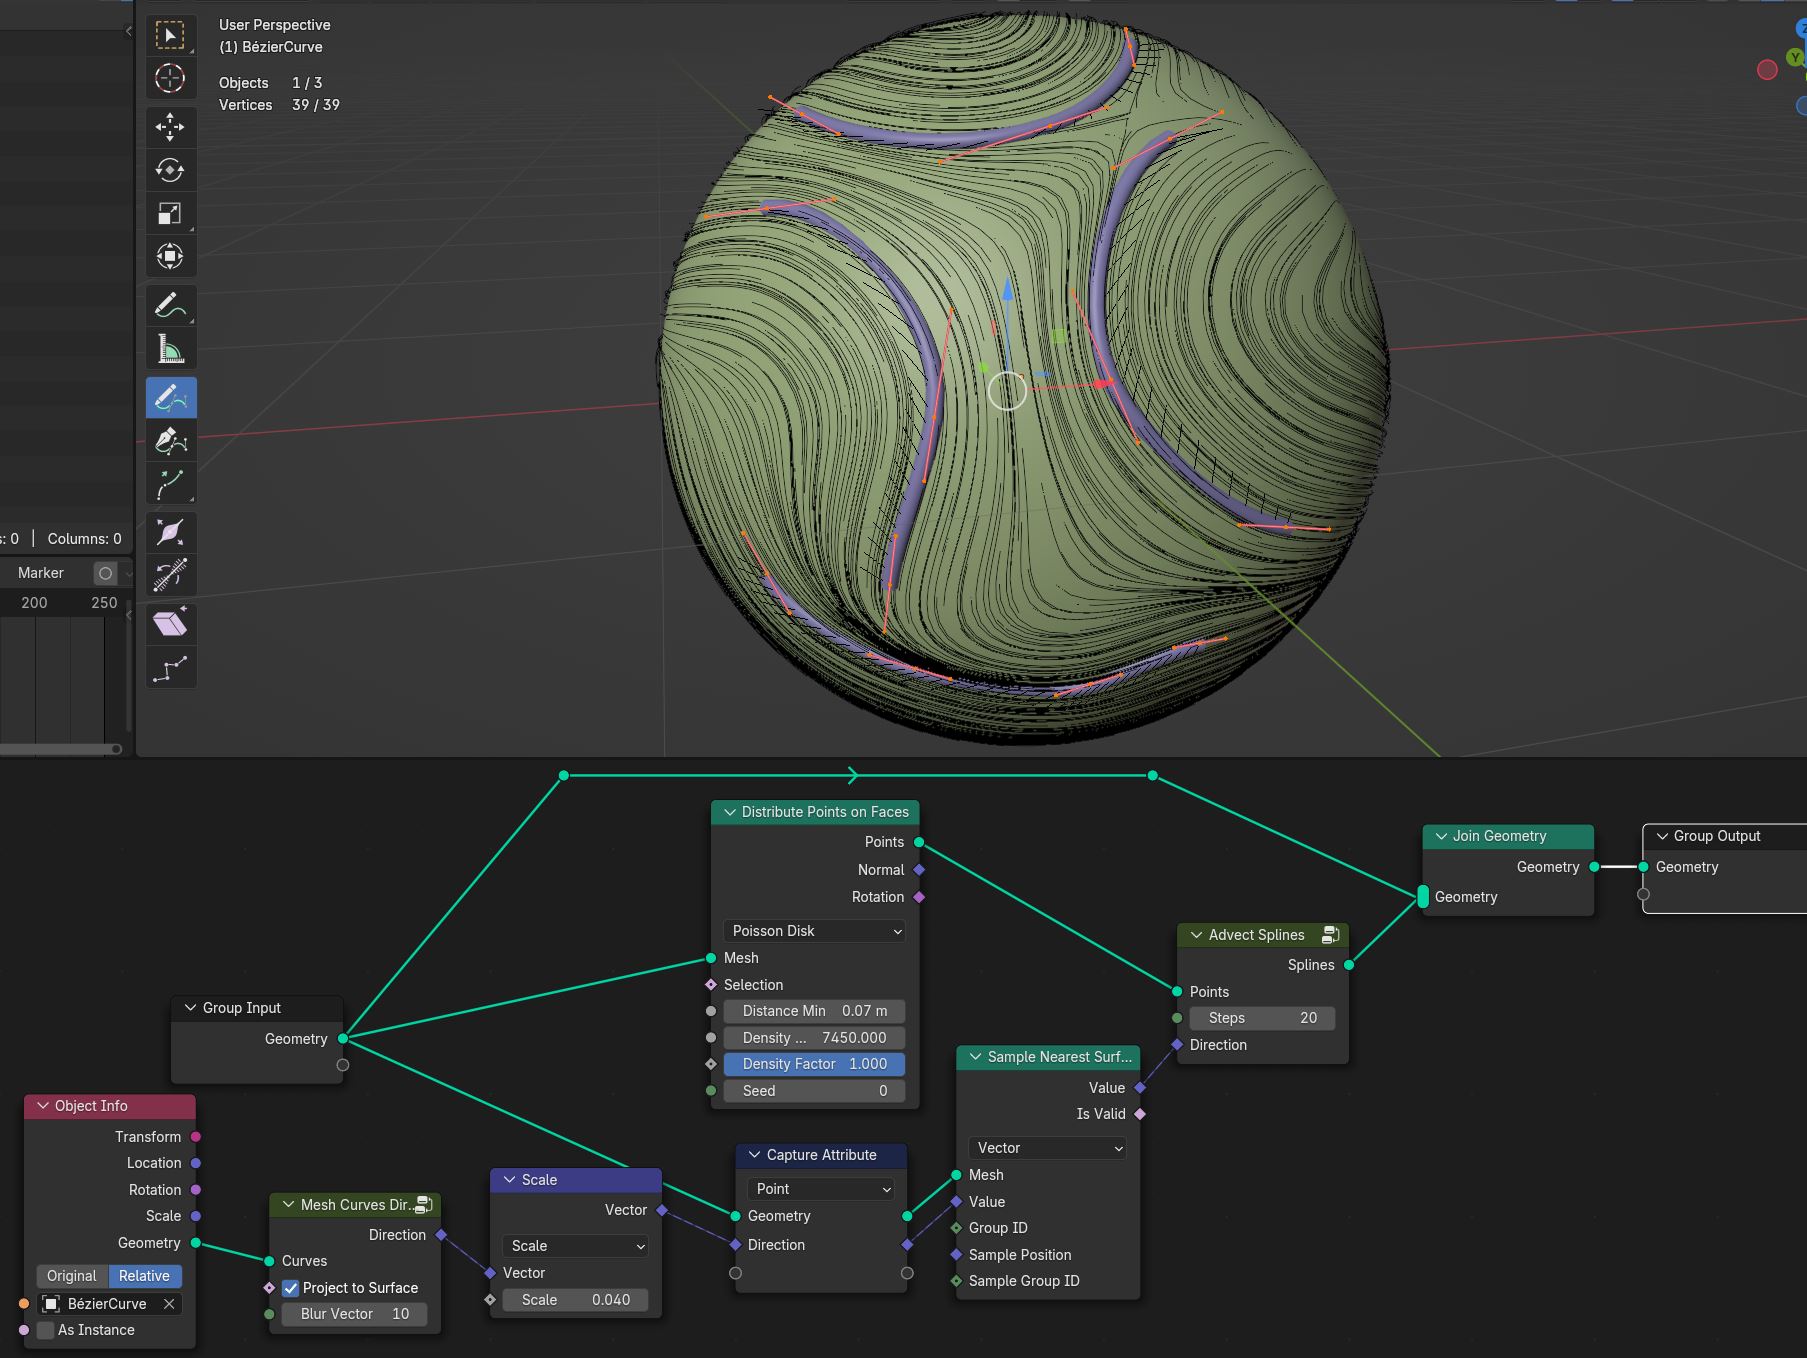 User Perspective
(1) BézierCurve
Objects 1 / 3
Vertices 39 / 39
Z
Y
s: 0 | Columns: 0
Marker
200 250
Distribute Points on Faces
Points
Normal
Rotation
Poisson Disk
Mesh
Selection
Distance Min 0.07 m
Density ... 7450.000
Density Factor 1.000
Seed 0
Join Geometry
Geometry
Geometry
Group Output
Geometry
Advect Splines
Splines
Points
Steps 20
Direction
Group Input
Geometry
Sample Nearest Surf...
Value
Is Valid
Vector
Mesh
Value
Group ID
Sample Position
Sample Group ID
Object Info
Transform
Location
Rotation
Scale
Geometry
Original Relative
BézierCurve
As Instance
Mesh Curves Dir...
Direction
Curves
Project to Surface
Blur Vector 10
Scale
Vector
Scale
Vector
Scale 0.040
Capture Attribute
Point
Geometry
Direction